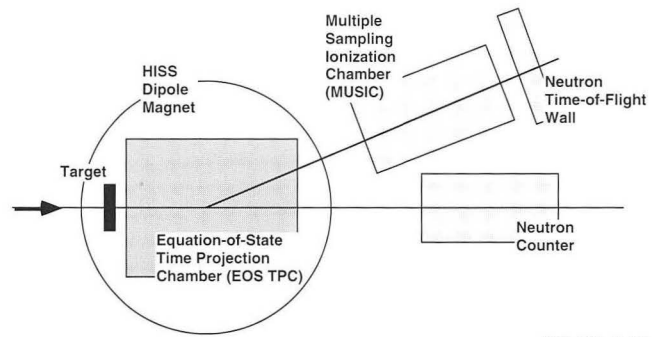 Multiple
Sampling
Ionization
Chamber
(MUSIC)
HISS
Dipole
Magnet
Neutron
Time-of-Flight
Wall
Target
Equation-of-State
Time Projection
Chamber (EOS TPC)
Neutron
Counter